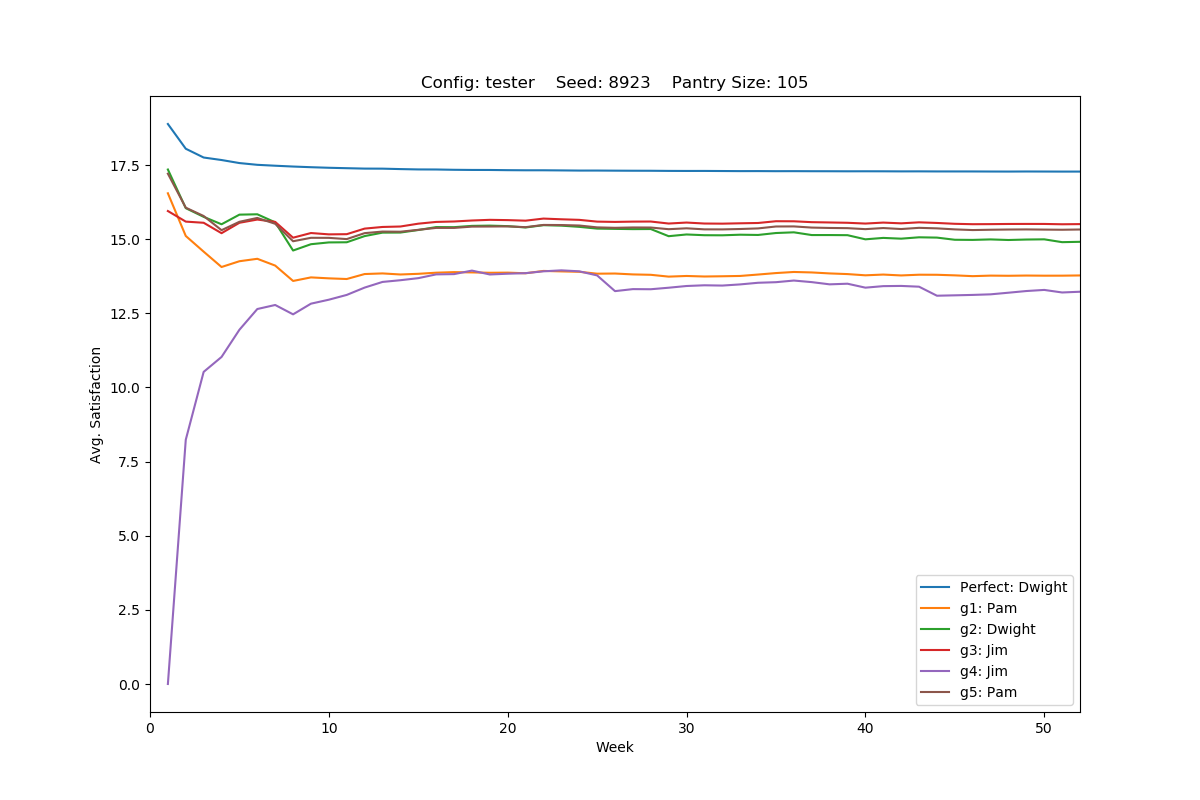 Config: tester    Seed: 8923    Pantry Size: 105
17.5
15.0
12.5
10.0
7.5
5.0
2.5
0.0
Avg. Satisfaction
0 10 20 30 40 50
Week
Perfect: Dwight
g1: Pam
g2: Dwight
g3: Jim
g4: Jim
g5: Pam